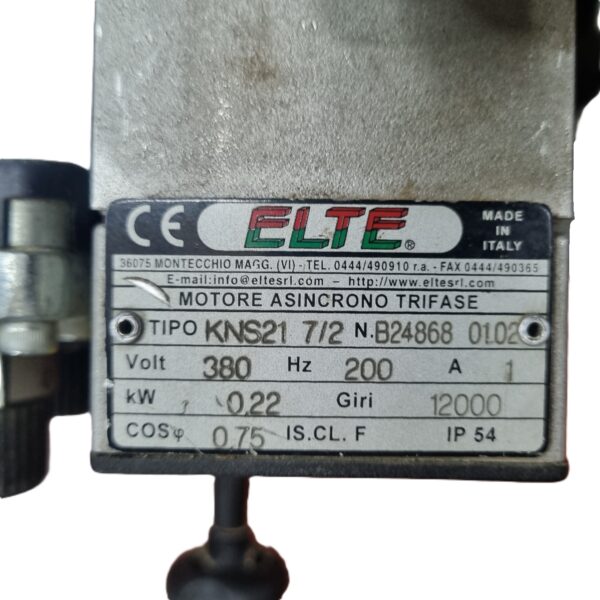 CE ELTE® MADE IN ITALY
36075 MONTECCHIO MAGG. (VI) - TEL. 0444/490910 r.a. - FAX 0444/490365
E-mail:info@eltesrl.com – http://www.eltesrl.com
MOTORE ASINCRONO TRIFASE
TIPO KNS21 7/2 N.B24868 01.02
Volt 380 Hz 200 A 1
kW 0.22 Giri 12000
COSφ 0.75 IS.CL. F IP 54